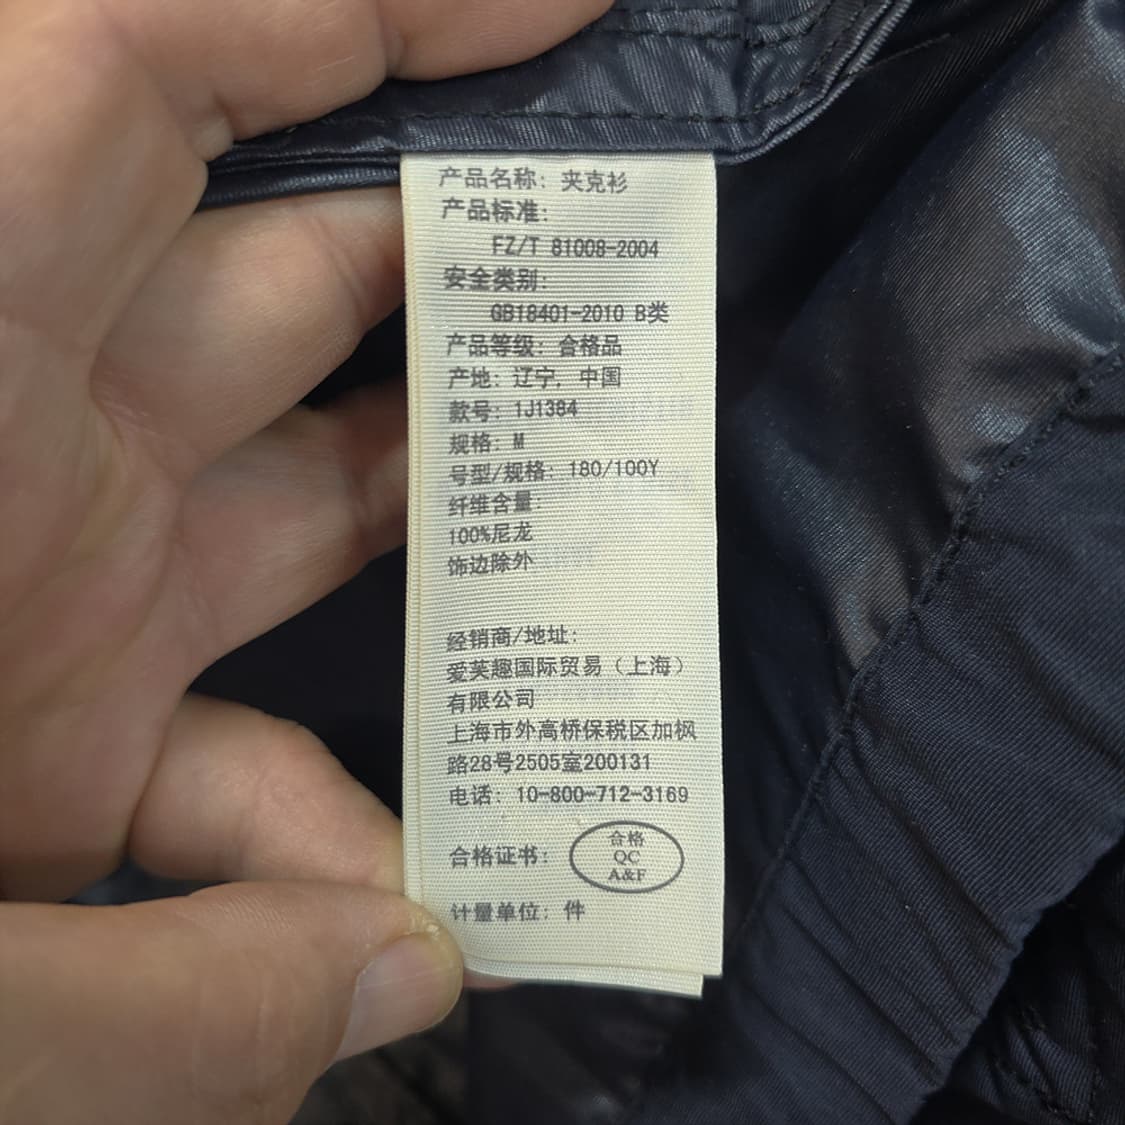 产品名称：夹克衫
产品标准：
FZ/T 81008-2004
安全类别：
GB18401-2010 B类
产品等级：合格品
产地：辽宁，中国
款号：1J1384
规格：M
号型/规格：180/100Y
纤维含量：
100%尼龙
饰边除外
经销商/地址：
爱芙趣国际贸易（上海）
有限公司
上海市外高桥保税区加枫
路28号2505室200131
电话：10-800-712-3169
合格证书：
合格
QC
A&F
计量单位：件